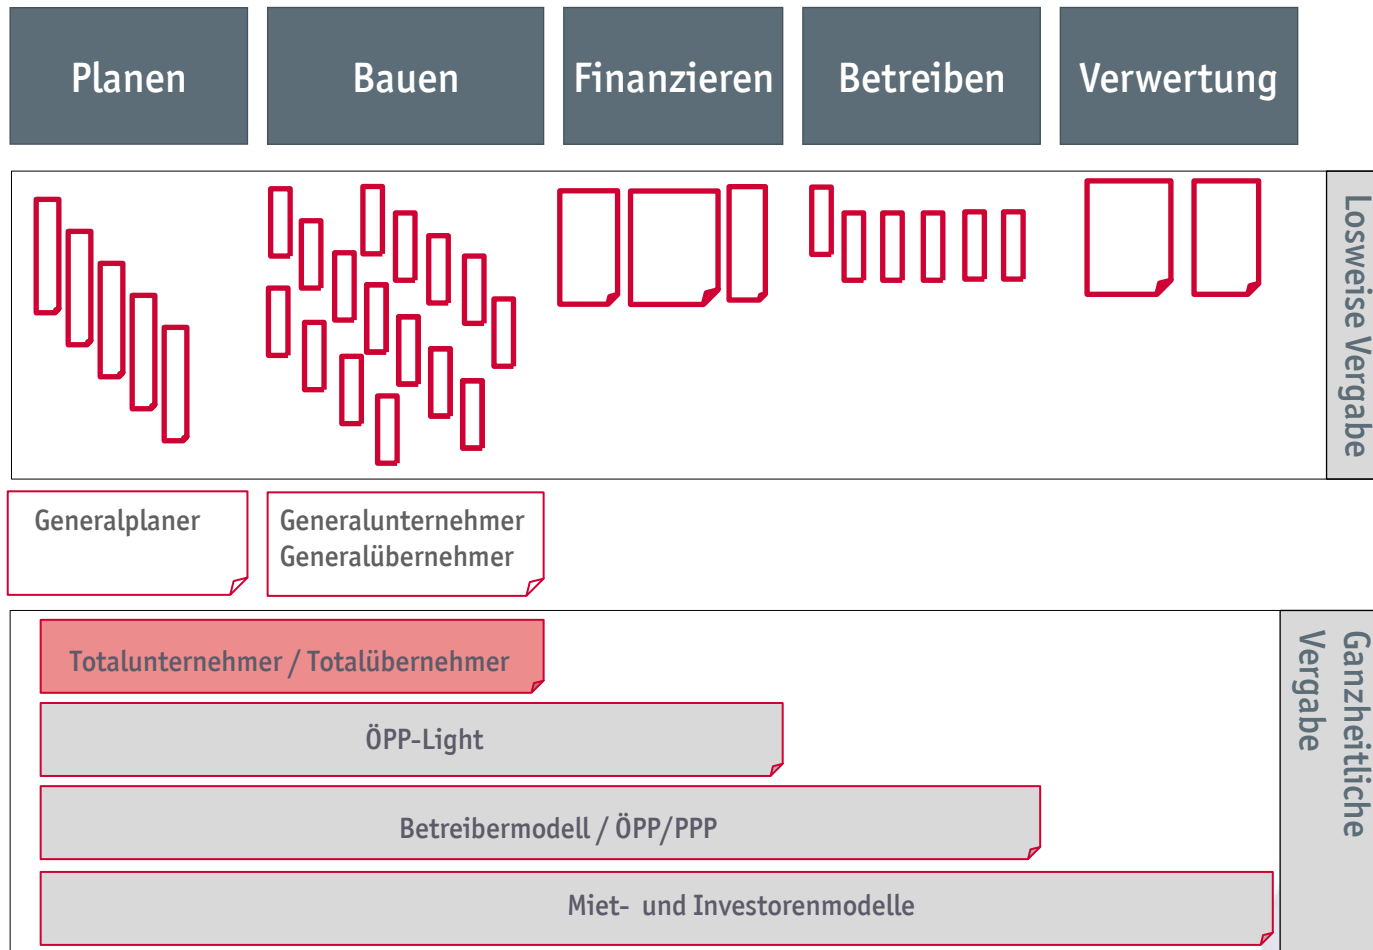 Planen
Bauen
Finanzieren
Betreiben
Verwertung
Losweise Vergabe
Generalplaner
Generalunternehmer
Generalübernehmer
Totalunternehmer / Totalübernehmer
ÖPP-Light
Betreibermodell / ÖPP/PPP
Miet- und Investorenmodelle
Ganzheitliche
Vergabe